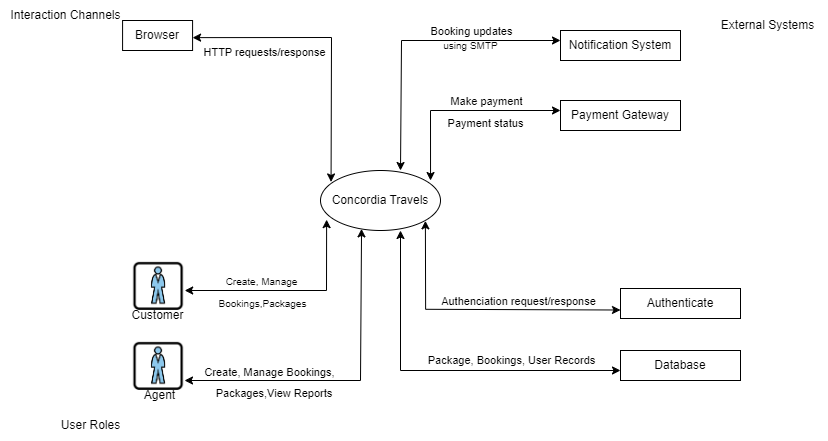 Interaction Channels
Browser
HTTP requests/response
Booking updates
using SMTP
External Systems
Notification System
Make payment
Payment status
Payment Gateway
Concordia Travels
Create, Manage
Bookings,Packages
Customer
Authenciation request/response
Authenticate
Create, Manage Bookings,
Packages,View Reports
Agent
Package, Bookings, User Records
Database
User Roles